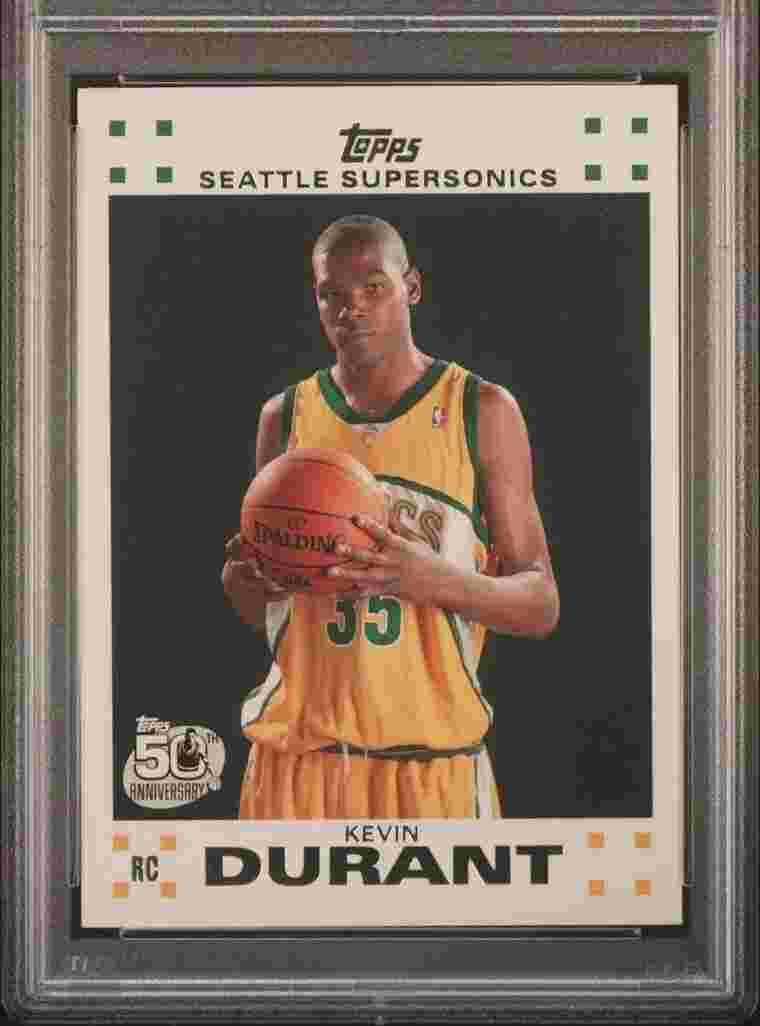 Topps
SEATTLE SUPERSONICS
SPALDING
35
Topps
50TH
ANNIVERSARY
KEVIN
RC
DURANT